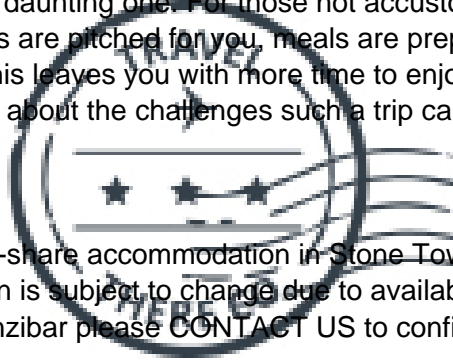 daunting one. For those not accusto
s are pitched for you, meals are prep
TRAVEL
his leaves you with more time to enjo
about the challenges such a trip ca
-share accommodation in Stone Tow
n is subject to change due to availab
nzibar please CONTACT US to confi